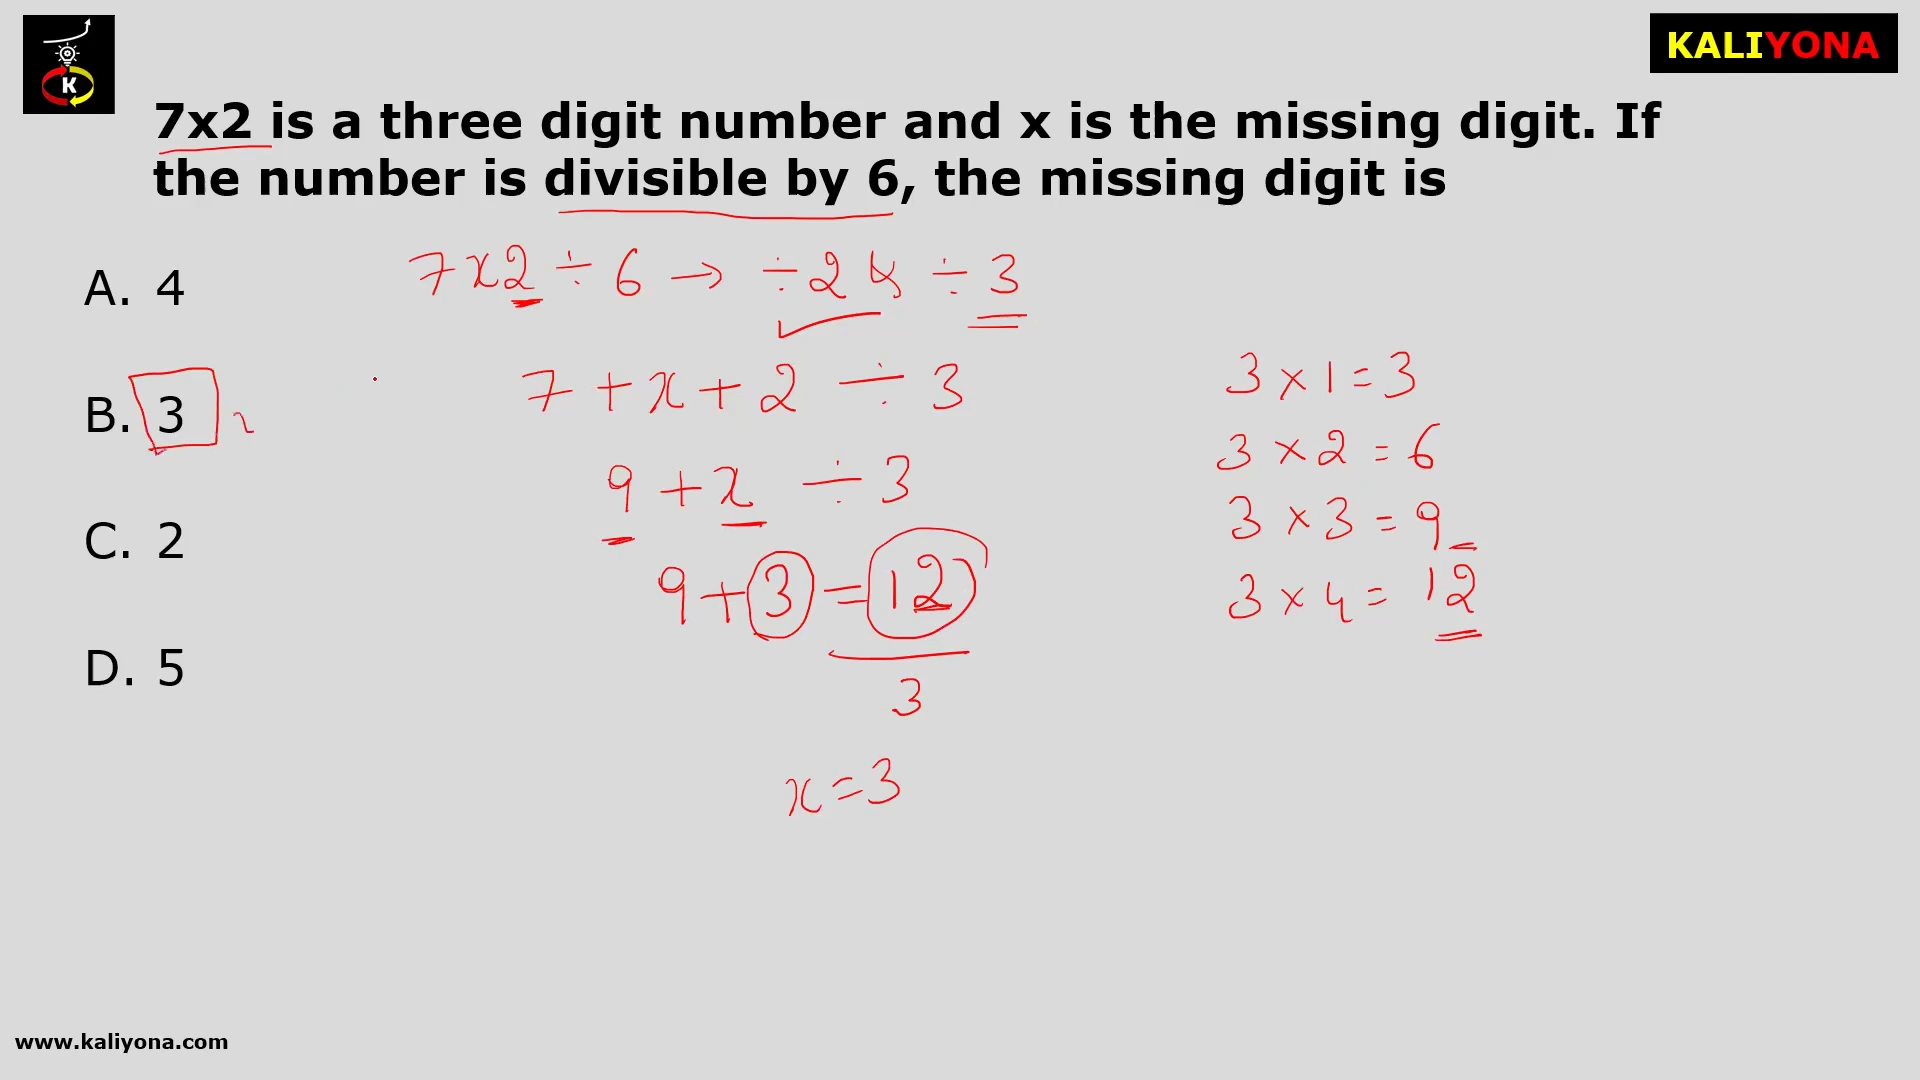 K
KALIYONA
7x2 is a three digit number and x is the missing digit. If
the number is divisible by 6, the missing digit is
A. 4
B. 3
C. 2
D. 5
7x2 ÷ 6 → ÷2 & ÷ 3
7 + x + 2 ÷ 3
9 + x ÷ 3
9 + 3 = 12
3
x = 3
3 × 1 = 3
3 × 2 = 6
3 × 3 = 9
3 × 4 = 12
www.kaliyona.com